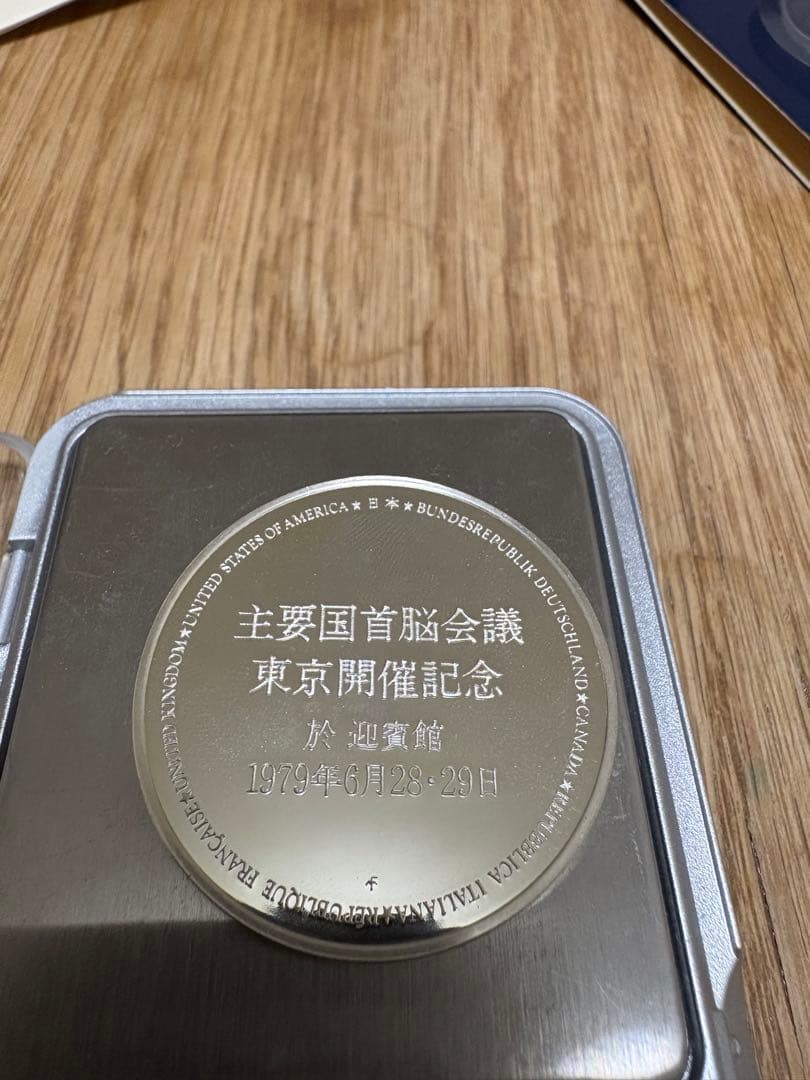 主要国首脳会議
東京開催記念
於 迎賓館
1979年6月28・29日
★日本★BUNDESREPUBLIK DEUTSCHLAND★CANADA★REPUBBLICA ITALIANA★RÉPUBLIQUE FRANÇAISE★UNITED KINGDOM★UNITED STATES OF AMERICA